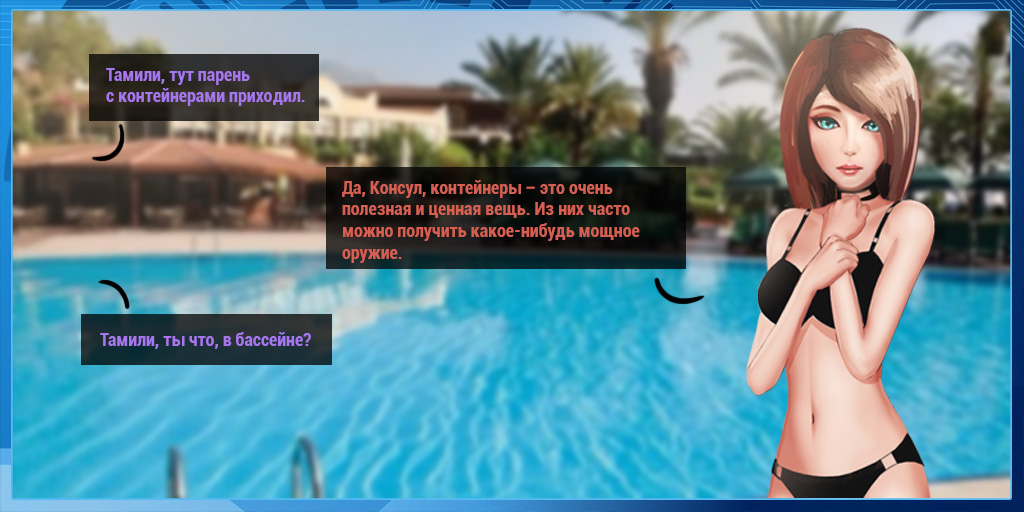 Тамили, тут парень
с контейнерами приходил.
Да, Консул, контейнеры – это очень
полезная и ценная вещь. Из них часто
можно получить какое-нибудь мощное
оружие.
Тамили, ты что, в бассейне?